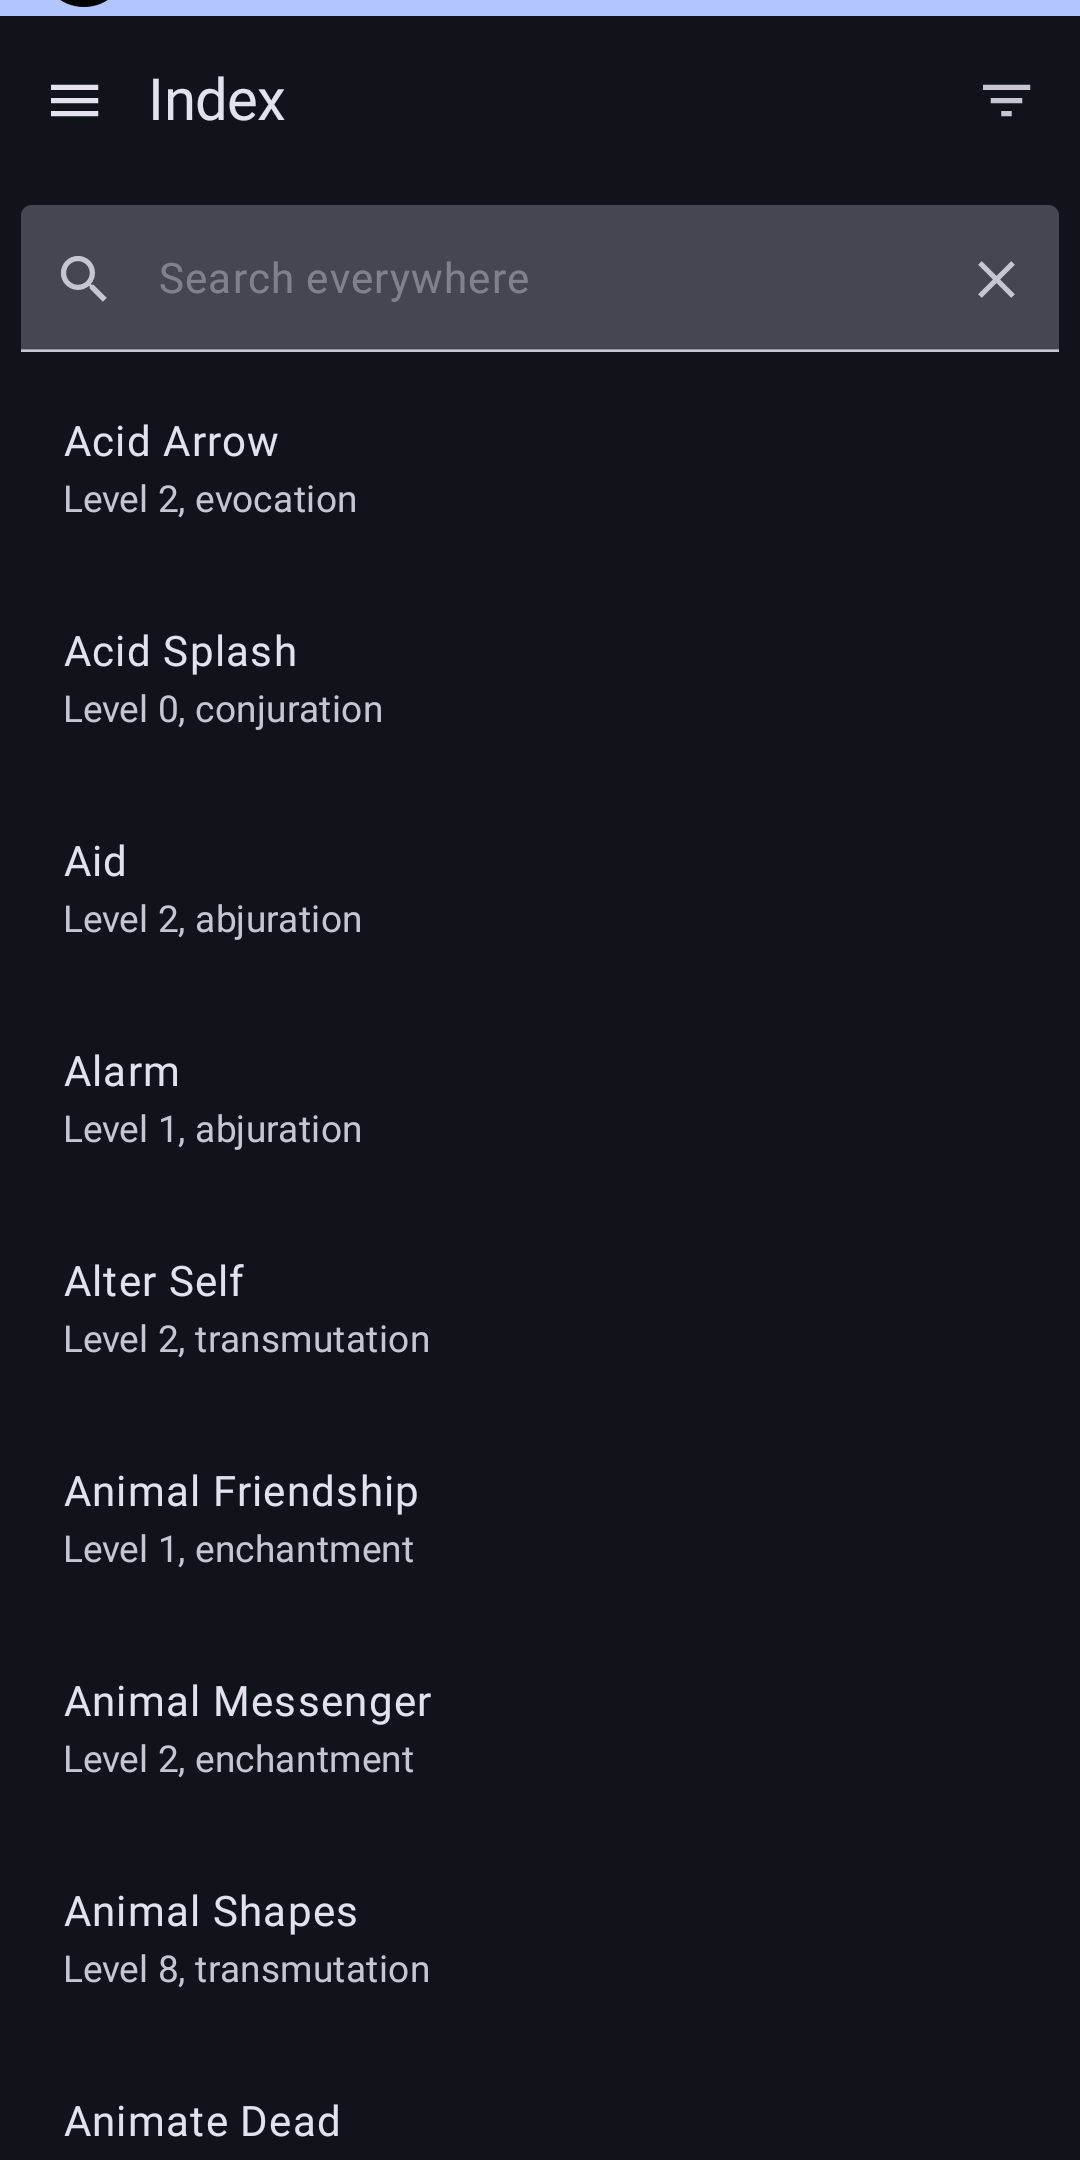 Index
Search everywhere
Acid Arrow
Level 2, evocation
Acid Splash
Level 0, conjuration
Aid
Level 2, abjuration
Alarm
Level 1, abjuration
Alter Self
Level 2, transmutation
Animal Friendship
Level 1, enchantment
Animal Messenger
Level 2, enchantment
Animal Shapes
Level 8, transmutation
Animate Dead